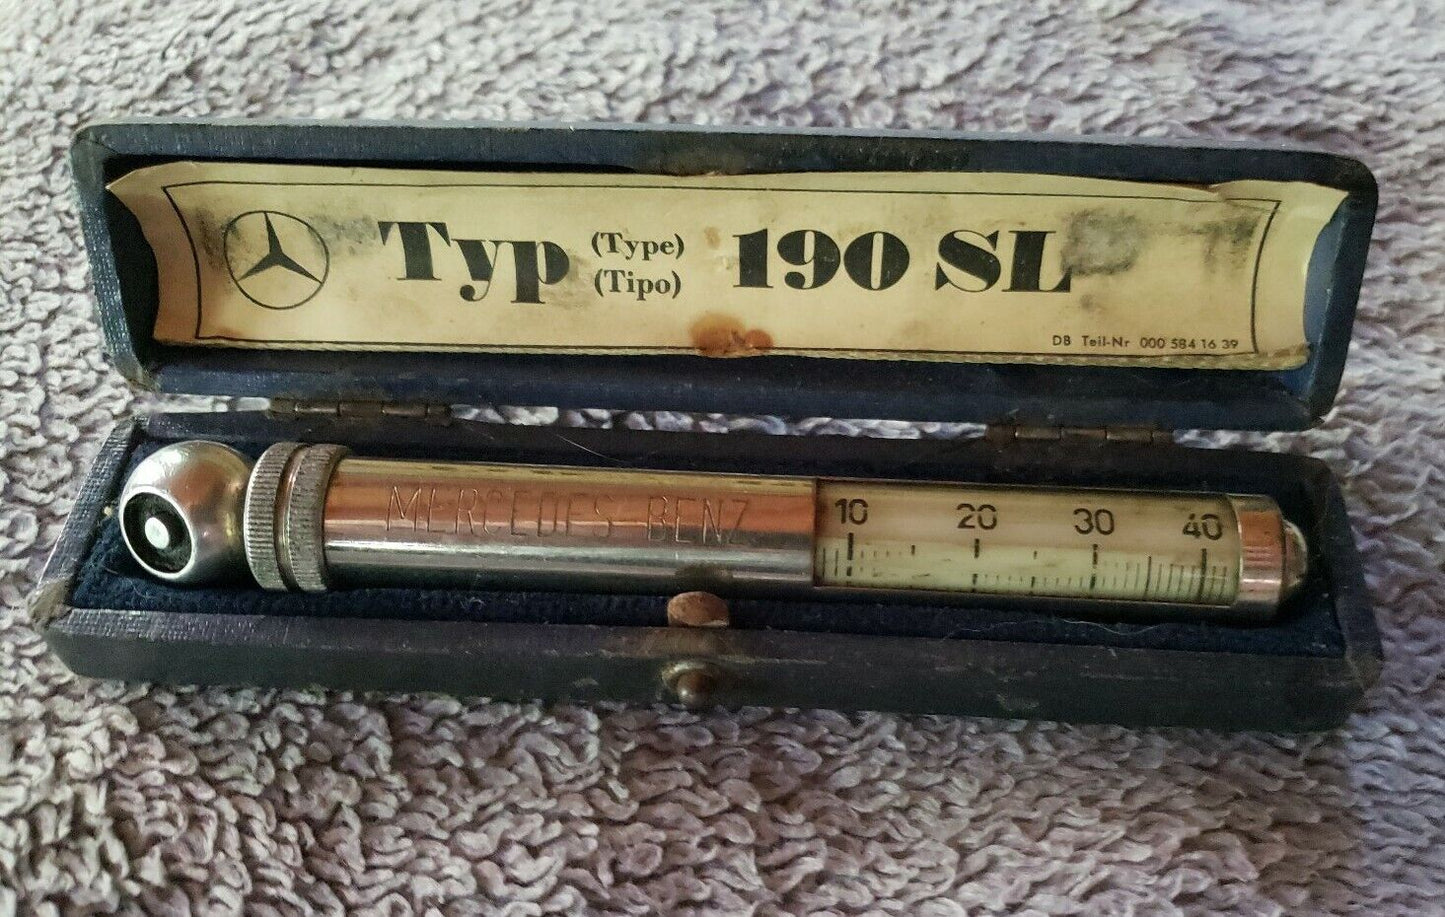 Typ (Type) (Tipo) 190 SL
DB Teil-Nr 000 584 16 39
MERCEDES BENZ
10 20 30 40